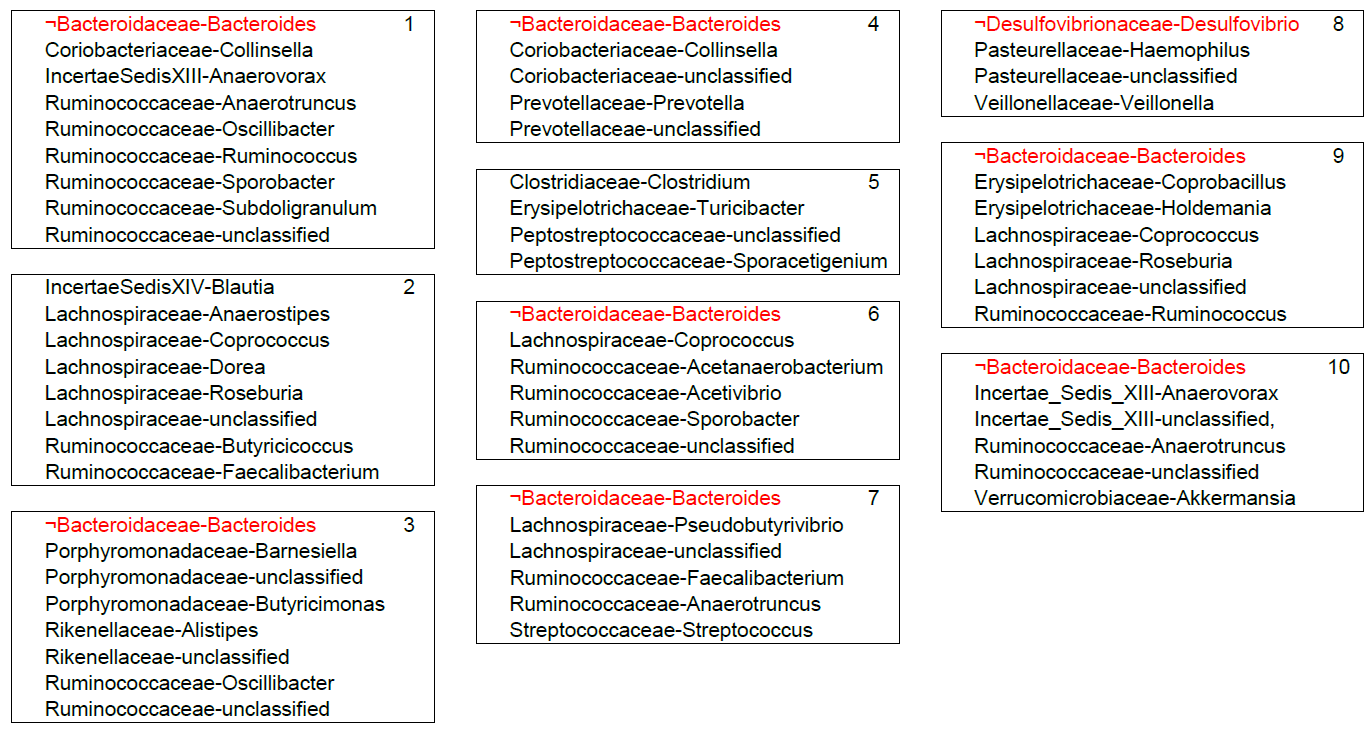 ¬Bacteroidaceae-Bacteroides 1
Coriobacteriaceae-Collinsella
IncertaeSedisXIII-Anaerovorax
Ruminococcaceae-Anaerotruncus
Ruminococcaceae-Oscillibacter
Ruminococcaceae-Ruminococcus
Ruminococcaceae-Sporobacter
Ruminococcaceae-Subdoligranulum
Ruminococcaceae-unclassified
IncertaeSedisXIV-Blautia 2
Lachnospiraceae-Anaerostipes
Lachnospiraceae-Coprococcus
Lachnospiraceae-Dorea
Lachnospiraceae-Roseburia
Lachnospiraceae-unclassified
Ruminococcaceae-Butyricicoccus
Ruminococcaceae-Faecalibacterium
¬Bacteroidaceae-Bacteroides 3
Porphyromonadaceae-Barnesiella
Porphyromonadaceae-unclassified
Porphyromonadaceae-Butyricimonas
Rikenellaceae-Alistipes
Rikenellaceae-unclassified
Ruminococcaceae-Oscillibacter
Ruminococcaceae-unclassified
¬Bacteroidaceae-Bacteroides 4
Coriobacteriaceae-Collinsella
Coriobacteriaceae-unclassified
Prevotellaceae-Prevotella
Prevotellaceae-unclassified
Clostridiaceae-Clostridium 5
Erysipelotrichaceae-Turicibacter
Peptostreptococcaceae-unclassified
Peptostreptococcaceae-Sporacetigenium
¬Bacteroidaceae-Bacteroides 6
Lachnospiraceae-Coprococcus
Ruminococcaceae-Acetanaerobacterium
Ruminococcaceae-Acetivibrio
Ruminococcaceae-Sporobacter
Ruminococcaceae-unclassified
¬Bacteroidaceae-Bacteroides 7
Lachnospiraceae-Pseudobutyrivibrio
Lachnospiraceae-unclassified
Ruminococcaceae-Faecalibacterium
Ruminococcaceae-Anaerotruncus
Streptococcaceae-Streptococcus
¬Desulfovibrionaceae-Desulfovibrio 8
Pasteurellaceae-Haemophilus
Pasteurellaceae-unclassified
Veillonellaceae-Veillonella
¬Bacteroidaceae-Bacteroides 9
Erysipelotrichaceae-Coprobacillus
Erysipelotrichaceae-Holdemania
Lachnospiraceae-Coprococcus
Lachnospiraceae-Roseburia
Lachnospiraceae-unclassified
Ruminococcaceae-Ruminococcus
¬Bacteroidaceae-Bacteroides 10
Incertae_Sedis_XIII-Anaerovorax
Incertae_Sedis_XIII-unclassified,
Ruminococcaceae-Anaerotruncus
Ruminococcaceae-unclassified
Verrucomicrobiaceae-Akkermansia